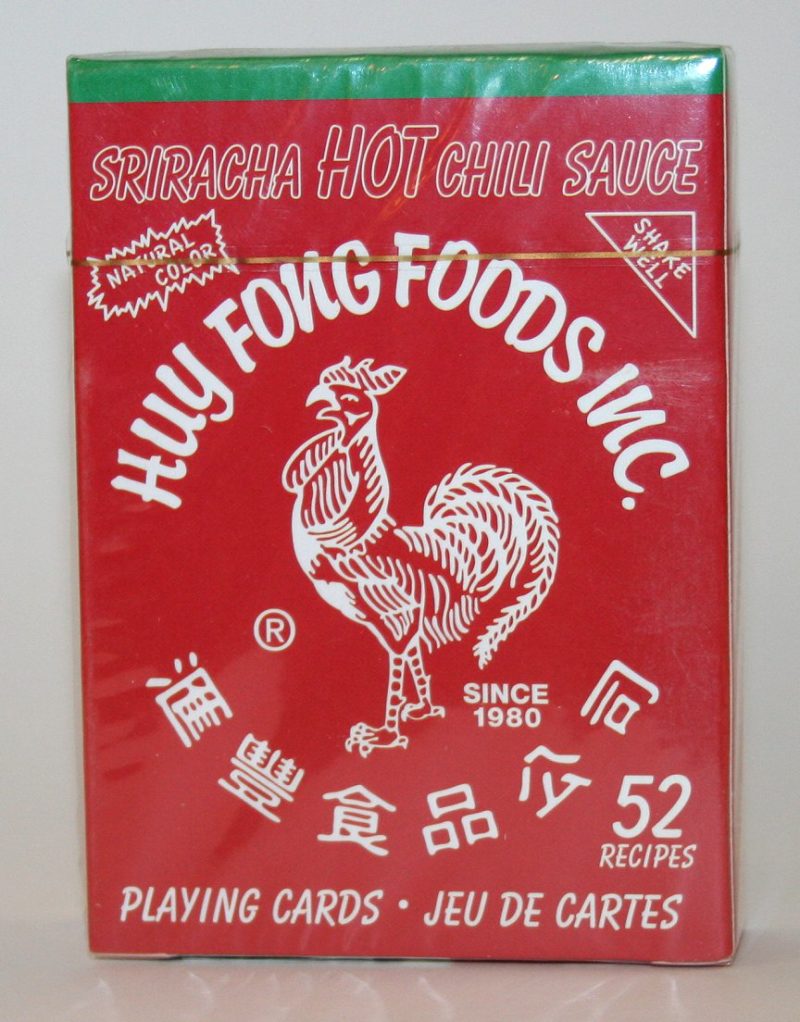 SRIRACHA HOT CHILI SAUCE
NATURAL
COLOR
SHAKE
WELL
HUY FONG FOODS INC.
®
SINCE
1980
滙豐食品公司
52
RECIPES
PLAYING CARDS • JEU DE CARTES